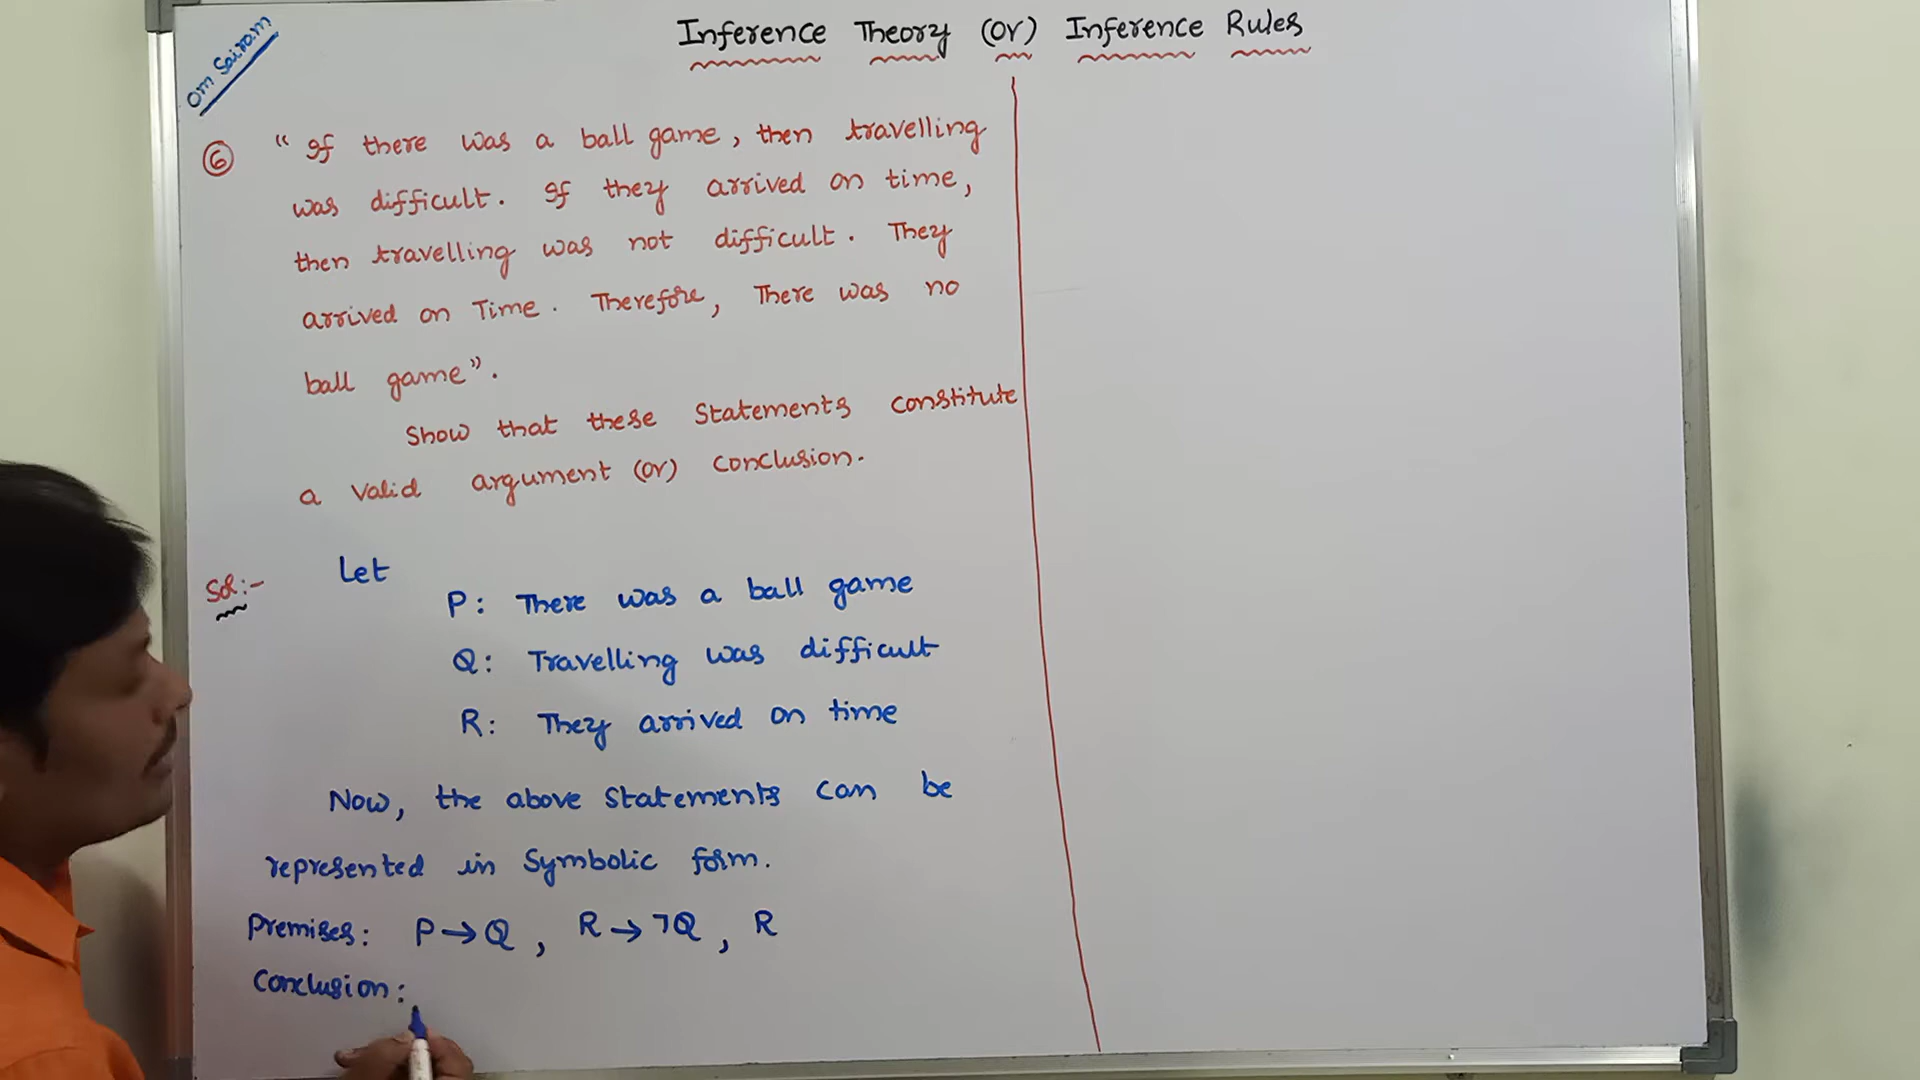 Inference Theory (or) Inference Rules
Om Sairam
⑥ "If there was a ball game, then travelling
was difficult. If they arrived on time,
then travelling was not difficult. They
arrived on Time. Therefore, There was no
ball game".
Show that these Statements constitute
a valid argument (or) conclusion.
Sol:-
Let
P: There was a ball game
Q: Travelling was difficult
R: They arrived on time
Now, the above Statements can be
represented in Symbolic form.
Premises: P→Q, R→¬Q, R
Conclusion: